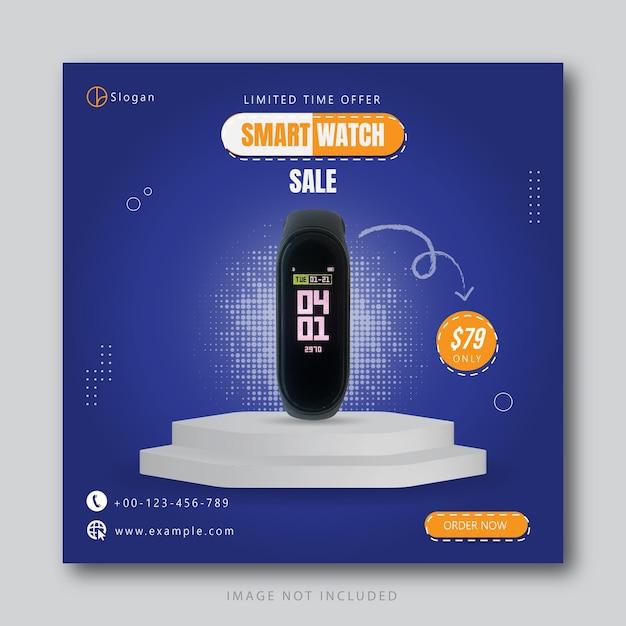 Slogan
LIMITED TIME OFFER
SMART WATCH
SALE
TUE 01-21
04
01
2970
$79
ONLY
+00-123-456-789
www.example.com
ORDER NOW
IMAGE NOT INCLUDED